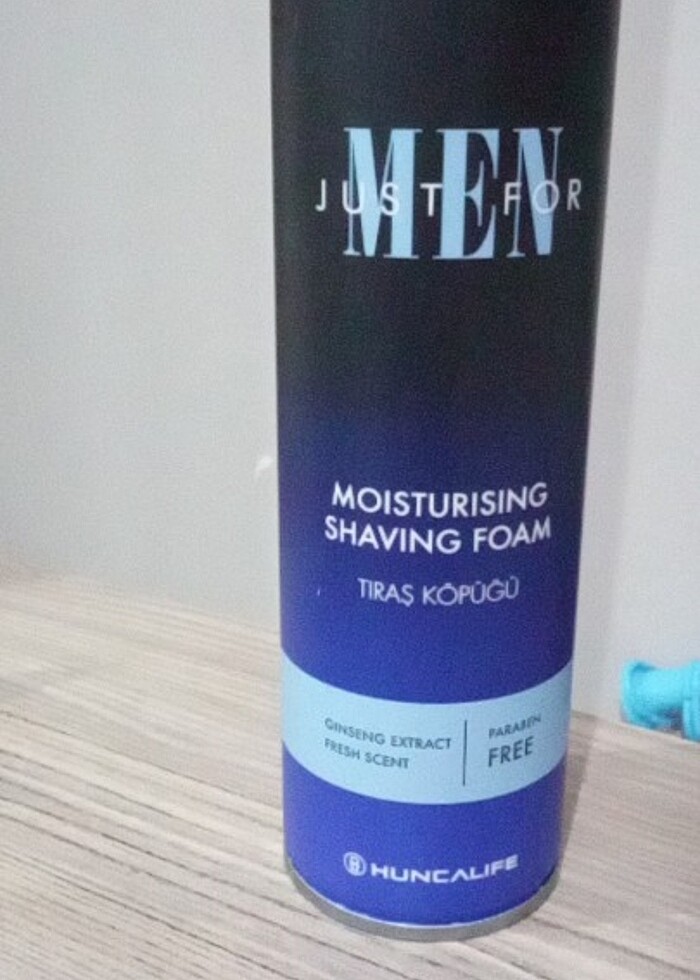 JUST FOR
MEN
MOISTURISING
SHAVING FOAM
TIRAŞ KÖPÜĞÜ
GINSENG EXTRACT
FRESH SCENT
PARABEN
FREE
HUNCALIFE